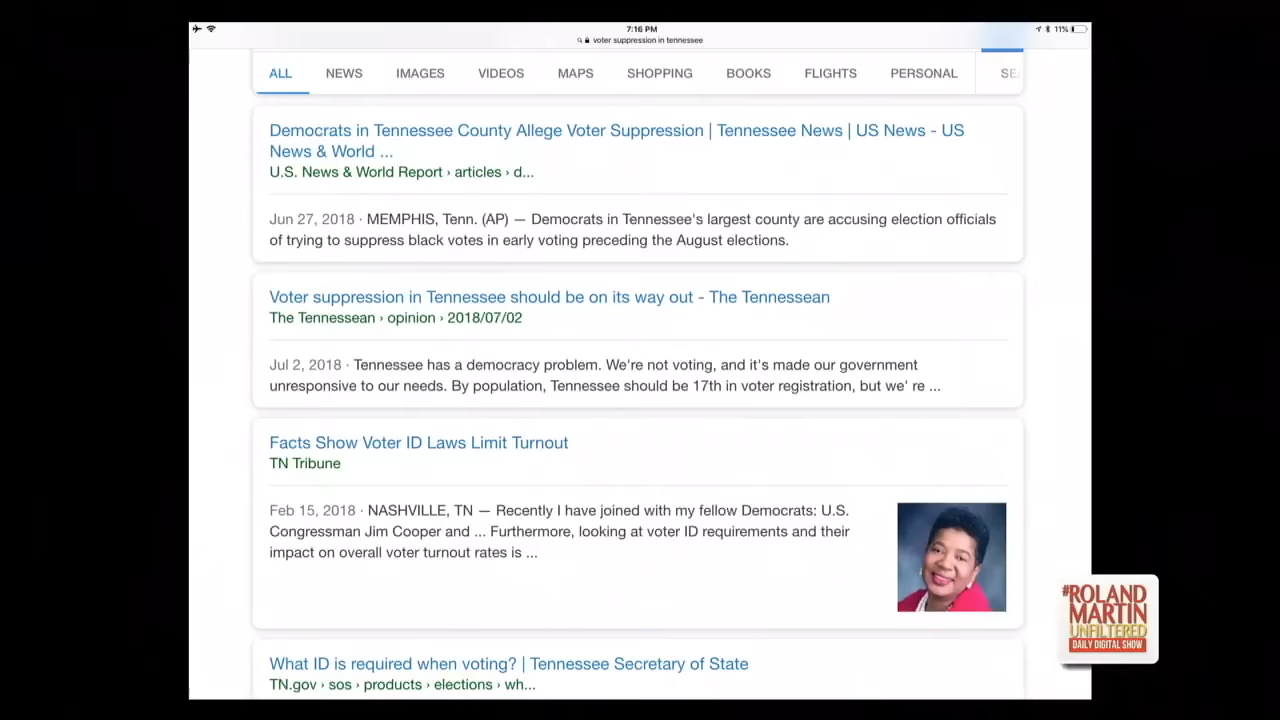 7:16 PM
11%
voter suppression in tennessee
ALL NEWS IMAGES VIDEOS MAPS SHOPPING BOOKS FLIGHTS PERSONAL
Democrats in Tennessee County Allege Voter Suppression | Tennessee News | US News - US
News & World ...
U.S. News & World Report › articles › d...
Jun 27, 2018 · MEMPHIS, Tenn. (AP) — Democrats in Tennessee's largest county are accusing election officials
of trying to suppress black votes in early voting preceding the August elections.
Voter suppression in Tennessee should be on its way out - The Tennessean
The Tennessean › opinion › 2018/07/02
Jul 2, 2018 · Tennessee has a democracy problem. We're not voting, and it's made our government
unresponsive to our needs. By population, Tennessee should be 17th in voter registration, but we' re ...
Facts Show Voter ID Laws Limit Turnout
TN Tribune
Feb 15, 2018 · NASHVILLE, TN — Recently I have joined with my fellow Democrats: U.S.
Congressman Jim Cooper and ... Furthermore, looking at voter ID requirements and their
impact on overall voter turnout rates is ...
#ROLAND
MARTIN
UNFILTERED
DAILY DIGITAL SHOW
What ID is required when voting? | Tennessee Secretary of State
TN.gov › sos › products › elections › wh...